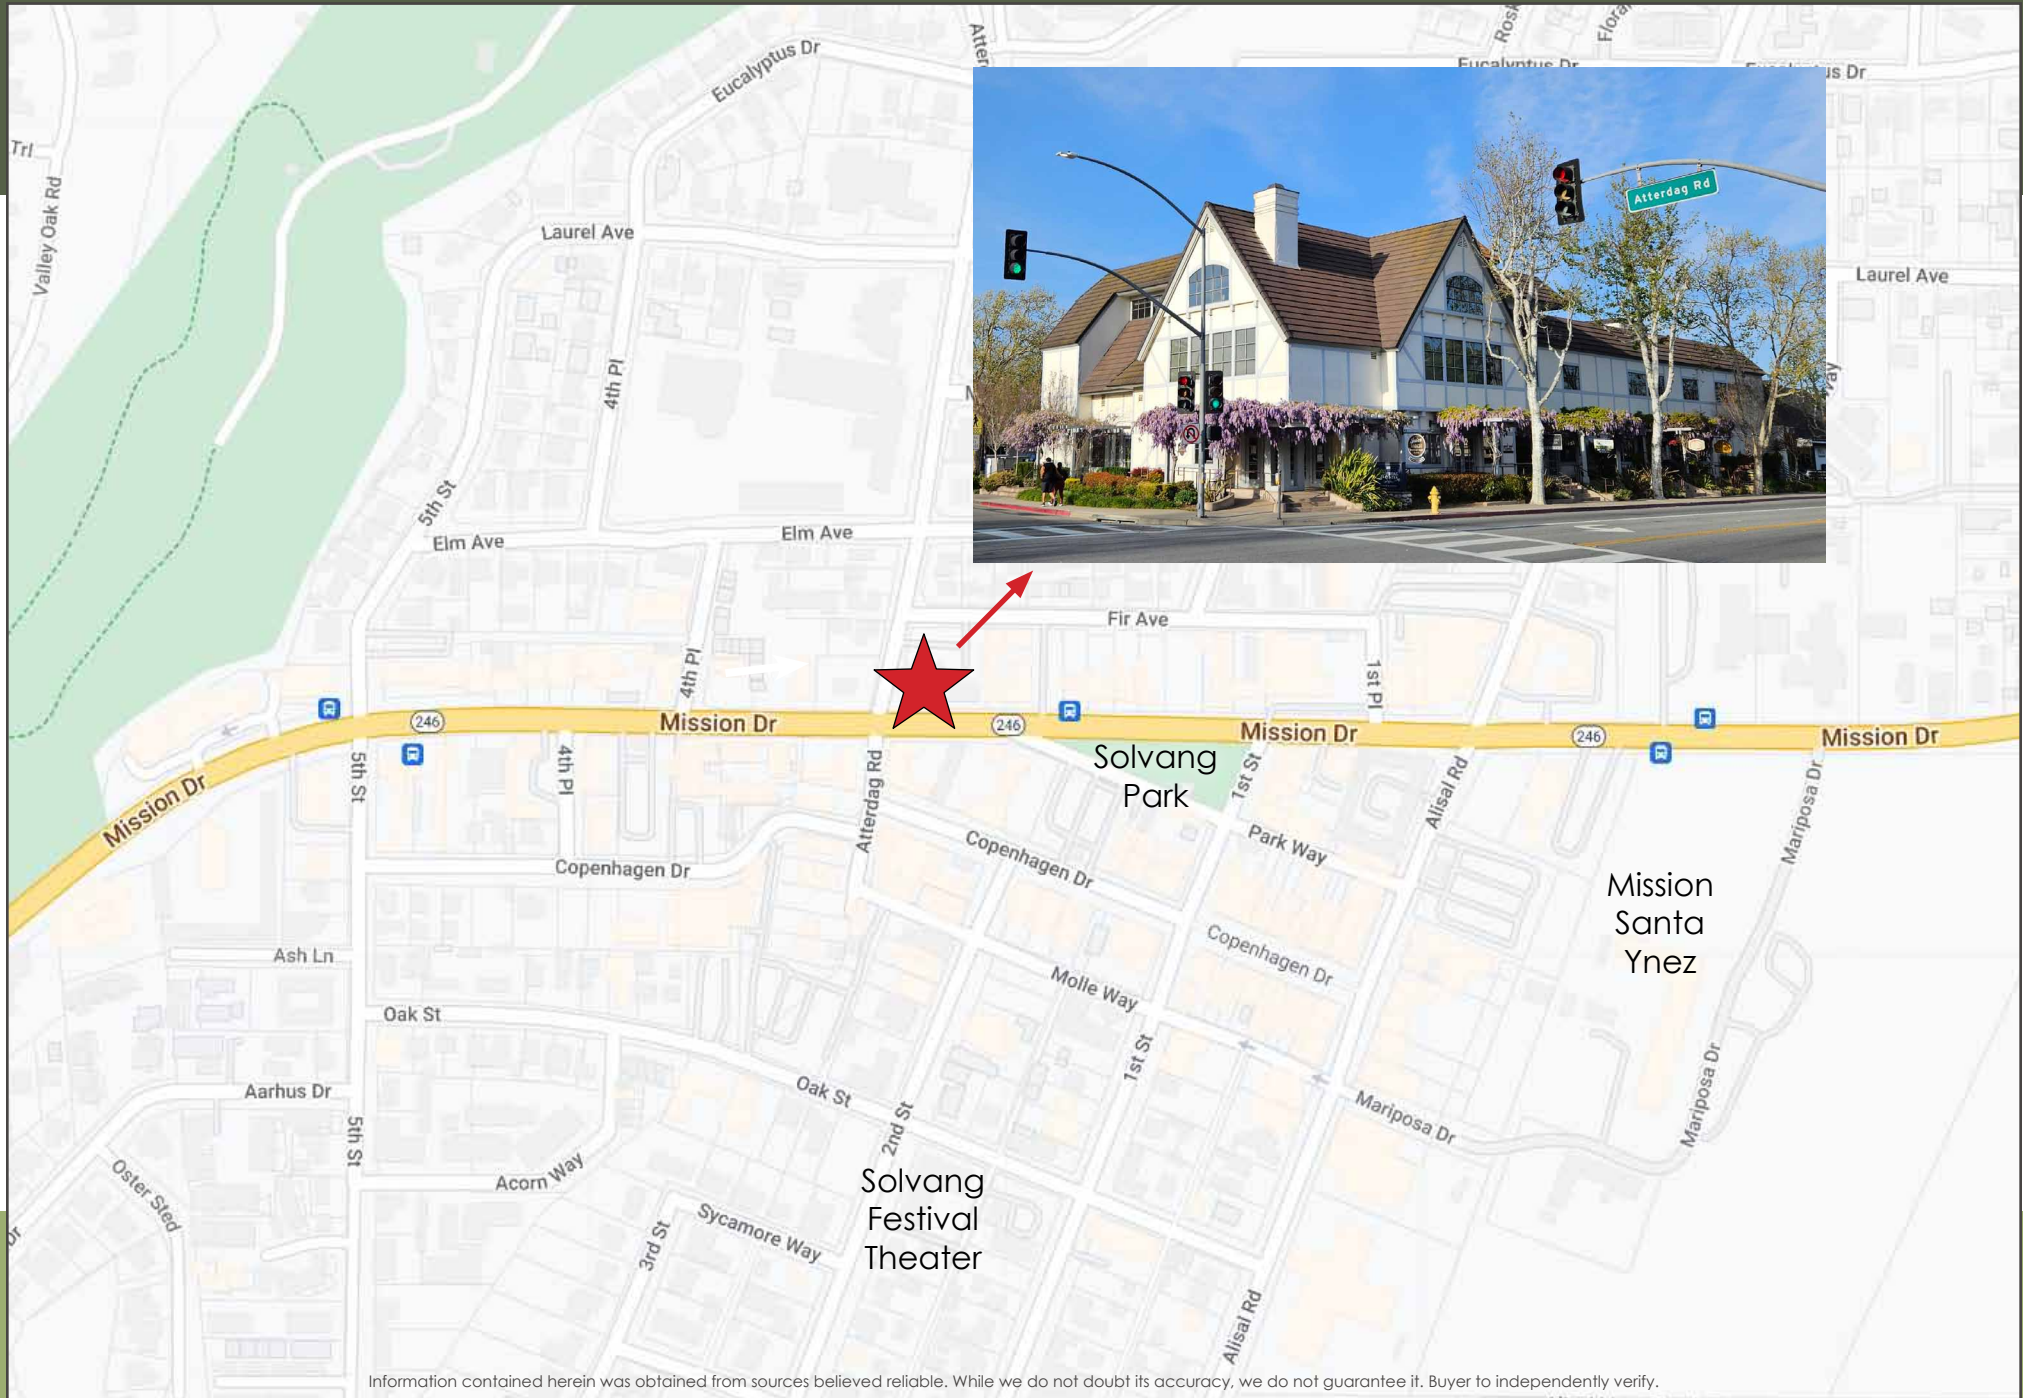 Eucalyptus Dr
Eucalyptus Dr
Trl
Valley Oak Rd
Atterdag Rd
Laurel Ave
Laurel Ave
4th Pl
5th St
Elm Ave
Elm Ave
Fir Ave
4th Pl
1st Pl
246
Mission Dr
246
Mission Dr
246
Mission Dr
Mission Dr
Solvang
Park
5th St
4th Pl
Atterdag Rd
1st St
Alisal Rd
Mariposa Dr
Copenhagen Dr
Copenhagen Dr
Park Way
Mission
Santa
Ynez
Ash Ln
Copenhagen Dr
Molle Way
Oak St
1st St
Aarhus Dr
Oak St
Mariposa Dr
Mariposa Dr
5th St
2nd St
Acorn Way
Oster Sted
Solvang
Festival
Theater
3rd St
Sycamore Way
Alisal Rd
Information contained herein was obtained from sources believed reliable. While we do not doubt its accuracy, we do not guarantee it. Buyer to independently verify.